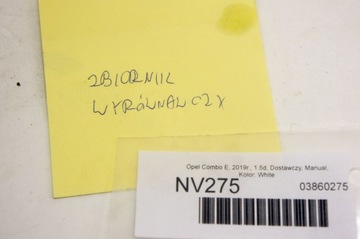 ZBIORNIK
WYRÓWNAWCZY
Opel Combo E, 2019r., 1.5d, Dostawczy, Manual,
Kolor: White
NV275
03860275